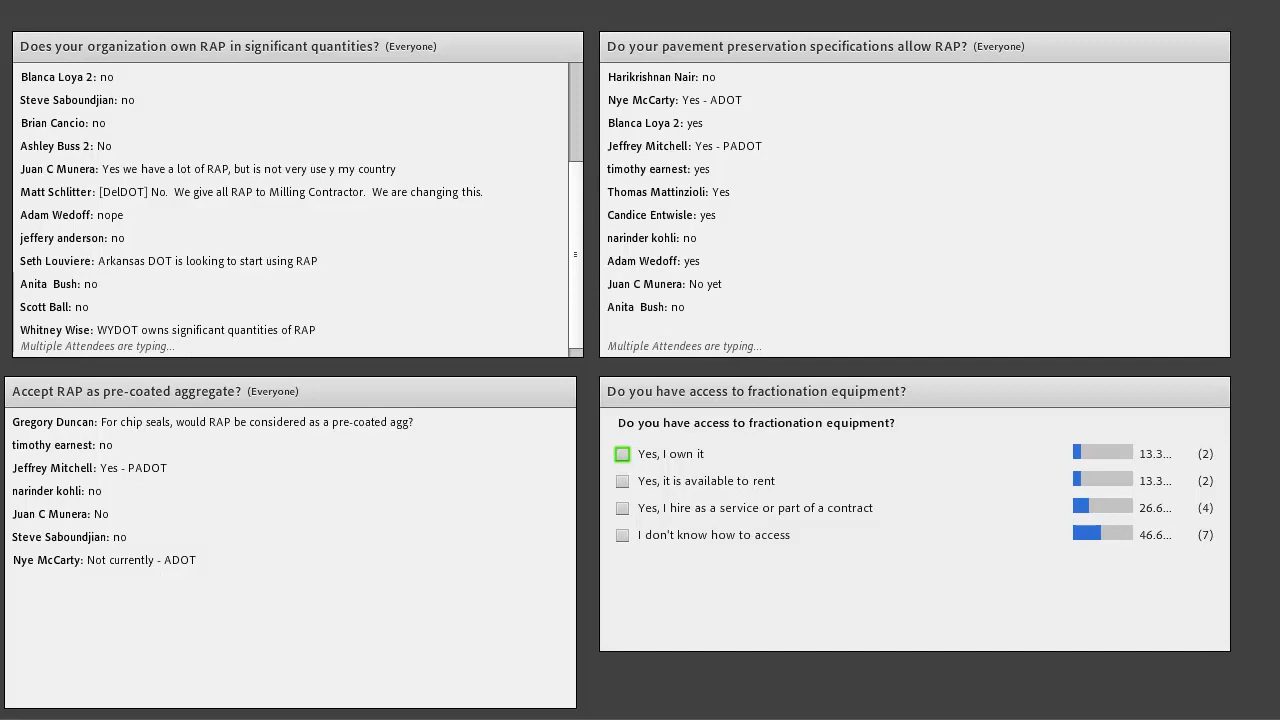 Does your organization own RAP in significant quantities? (Everyone)
Blanca Loya 2: no
Steve Saboundjian: no
Brian Cancio: no
Ashley Buss 2: No
Juan C Munera: Yes we have a lot of RAP, but is not very use y my country
Matt Schlitter: [DelDOT] No. We give all RAP to Milling Contractor. We are changing this.
Adam Wedoff: nope
jeffery anderson: no
Seth Louviere: Arkansas DOT is looking to start using RAP
Anita Bush: no
Scott Ball: no
Whitney Wise: WYDOT owns significant quantities of RAP
Multiple Attendees are typing...
Do your pavement preservation specifications allow RAP? (Everyone)
Harikrishnan Nair: no
Nye McCarty: Yes - ADOT
Blanca Loya 2: yes
Jeffrey Mitchell: Yes - PADOT
timothy earnest: yes
Thomas Mattinzioli: Yes
Candice Entwisle: yes
narinder kohli: no
Adam Wedoff: yes
Juan C Munera: No yet
Anita Bush: no
Multiple Attendees are typing...
Accept RAP as pre-coated aggregate? (Everyone)
Gregory Duncan: For chip seals, would RAP be considered as a pre-coated agg?
timothy earnest: no
Jeffrey Mitchell: Yes - PADOT
narinder kohli: no
Juan C Munera: No
Steve Saboundjian: no
Nye McCarty: Not currently - ADOT
Do you have access to fractionation equipment?
Do you have access to fractionation equipment?
Yes, I own it 13.3... (2)
Yes, it is available to rent 13.3... (2)
Yes, I hire as a service or part of a contract 26.6... (4)
I don't know how to access 46.6... (7)